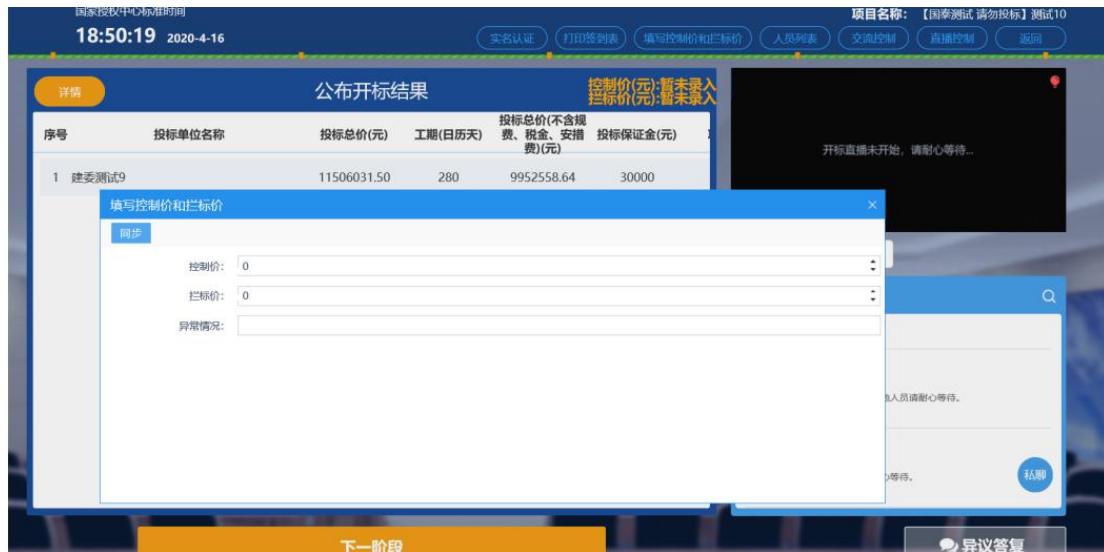 国家授权中心标准时间
项目名称： 【国泰测试 请勿投标】测试10
18:50:19 2020-4-16
实名认证 打印签到表 填写控制价和拦标价 人员列表 交流控制 直播控制 返回
详情
公布开标结果
控制价(元):暂未录入
拦标价(元):暂未录入
序号 投标单位名称 投标总价(元) 工期(日历天) 投标总价(不含规费、税金、安措费)(元) 投标保证金(元)
1 建委测试9 11506031.50 280 9952558.64 30000
开标直播未开始，请耐心等待...
填写控制价和拦标价 ×
同步
控制价： 0
拦标价： 0
异常情况：
人员请耐心等待。
等待。
私聊
下一阶段
异议答复